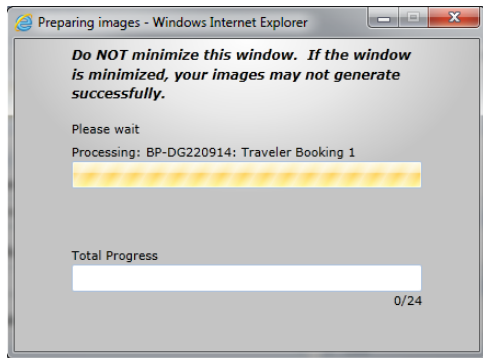 Preparing images - Windows Internet Explorer
Do NOT minimize this window.  If the window
is minimized, your images may not generate
successfully.
Please wait
Processing: BP-DG220914: Traveler Booking 1
Total Progress
0/24